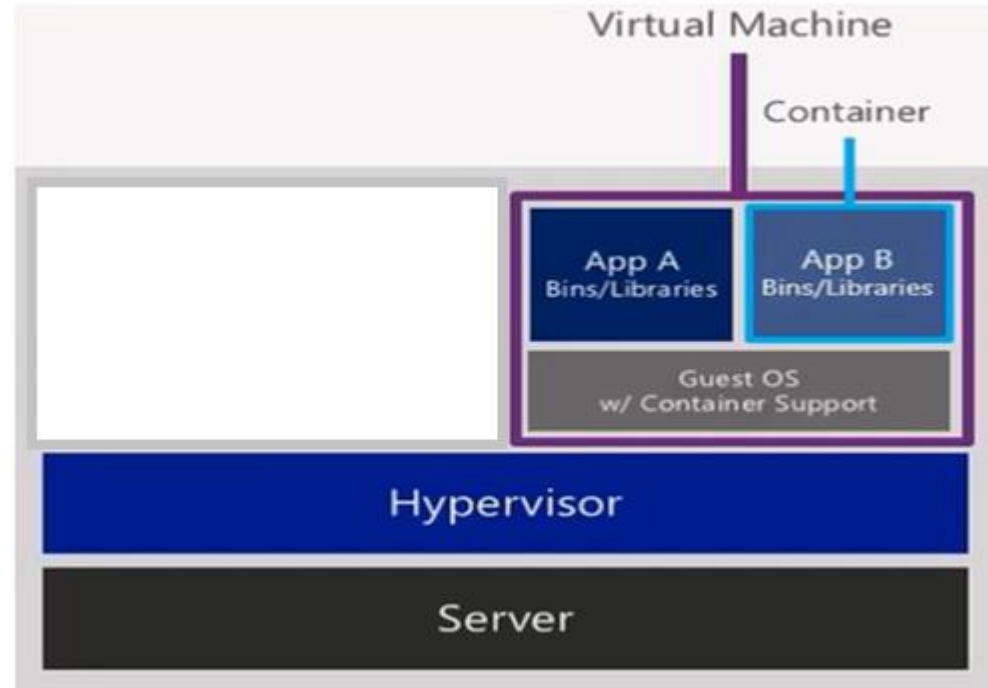 Virtual Machine
Container
App A
Bins/Libraries
App B
Bins/Libraries
Guest OS
w/ Container Support
Hypervisor
Server